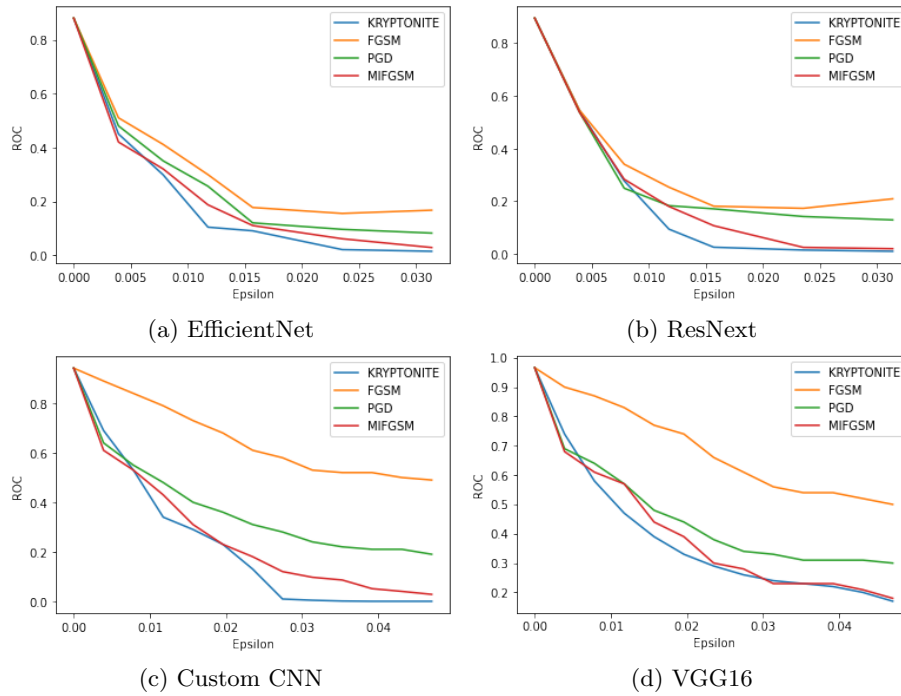 KRYPTONITE
FGSM
PGD
MIFGSM
ROC
0.8
0.6
0.4
0.2
0.0
0.000 0.005 0.010 0.015 0.020 0.025 0.030
Epsilon
(a) EfficientNet
KRYPTONITE
FGSM
PGD
MIFGSM
ROC
0.8
0.6
0.4
0.2
0.0
0.000 0.005 0.010 0.015 0.020 0.025 0.030
Epsilon
(b) ResNext
KRYPTONITE
FGSM
PGD
MIFGSM
ROC
0.8
0.6
0.4
0.2
0.0
0.00 0.01 0.02 0.03 0.04
Epsilon
(c) Custom CNN
KRYPTONITE
FGSM
PGD
MIFGSM
ROC
1.0
0.9
0.8
0.7
0.6
0.5
0.4
0.3
0.2
0.00 0.01 0.02 0.03 0.04
Epsilon
(d) VGG16